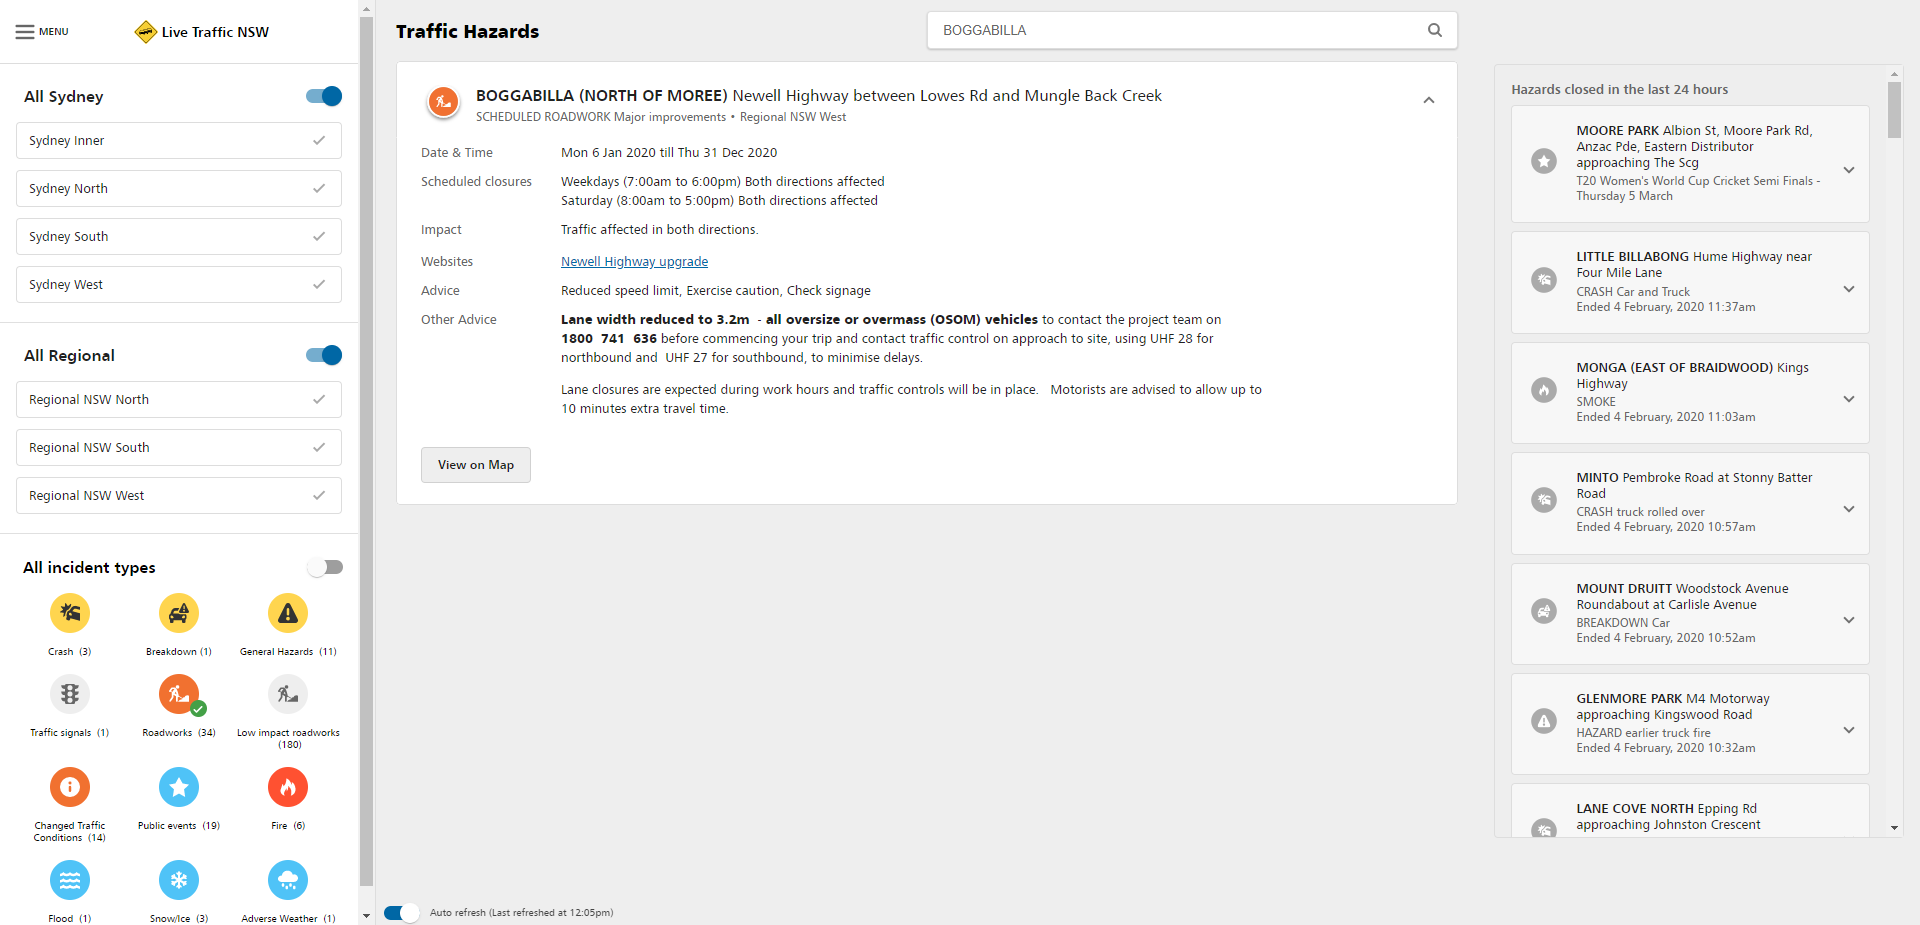 MENU
Live Traffic NSW
All Sydney
Sydney Inner
Sydney North
Sydney South
Sydney West
All Regional
Regional NSW North
Regional NSW South
Regional NSW West
All incident types
Crash (3)
Breakdown (1)
General Hazards (11)
Traffic signals (1)
Roadworks (34)
Low impact roadworks
(180)
Changed Traffic
Conditions (14)
Public events (19)
Fire (6)
Flood (1)
Snow/Ice (3)
Adverse Weather (1)
Traffic Hazards
BOGGABILLA
BOGGABILLA (NORTH OF MOREE) Newell Highway between Lowes Rd and Mungle Back Creek
SCHEDULED ROADWORK Major improvements • Regional NSW West
Date & Time
Mon 6 Jan 2020 till Thu 31 Dec 2020
Scheduled closures
Weekdays (7:00am to 6:00pm) Both directions affected
Saturday (8:00am to 5:00pm) Both directions affected
Impact
Traffic affected in both directions.
Websites
Newell Highway upgrade
Advice
Reduced speed limit, Exercise caution, Check signage
Other Advice
Lane width reduced to 3.2m - all oversize or overmass (OSOM) vehicles to contact the project team on
1800 741 636 before commencing your trip and contact traffic control on approach to site, using UHF 28 for
northbound and UHF 27 for southbound, to minimise delays.
Lane closures are expected during work hours and traffic controls will be in place. Motorists are advised to allow up to
10 minutes extra travel time.
View on Map
Auto refresh (Last refreshed at 12:05pm)
Hazards closed in the last 24 hours
MOORE PARK Albion St, Moore Park Rd,
Anzac Pde, Eastern Distributor
approaching The Scg
T20 Women's World Cup Cricket Semi Finals -
Thursday 5 March
LITTLE BILLABONG Hume Highway near
Four Mile Lane
CRASH Car and Truck
Ended 4 February, 2020 11:37am
MONGA (EAST OF BRAIDWOOD) Kings
Highway
SMOKE
Ended 4 February, 2020 11:03am
MINTO Pembroke Road at Stonny Batter
Road
CRASH truck rolled over
Ended 4 February, 2020 10:57am
MOUNT DRUITT Woodstock Avenue
Roundabout at Carlisle Avenue
BREAKDOWN Car
Ended 4 February, 2020 10:52am
GLENMORE PARK M4 Motorway
approaching Kingswood Road
HAZARD earlier truck fire
Ended 4 February, 2020 10:32am
LANE COVE NORTH Epping Rd
approaching Johnston Crescent